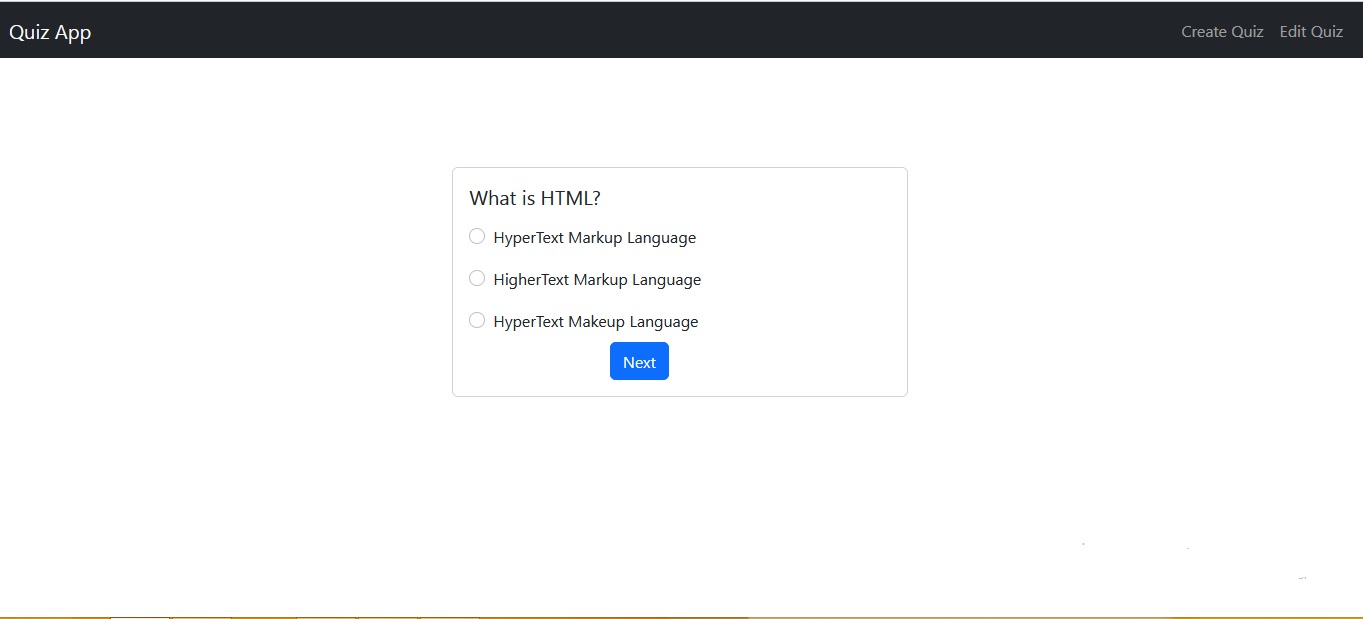 Quiz App
Create Quiz Edit Quiz
What is HTML?
HyperText Markup Language
HigherText Markup Language
HyperText Makeup Language
Next